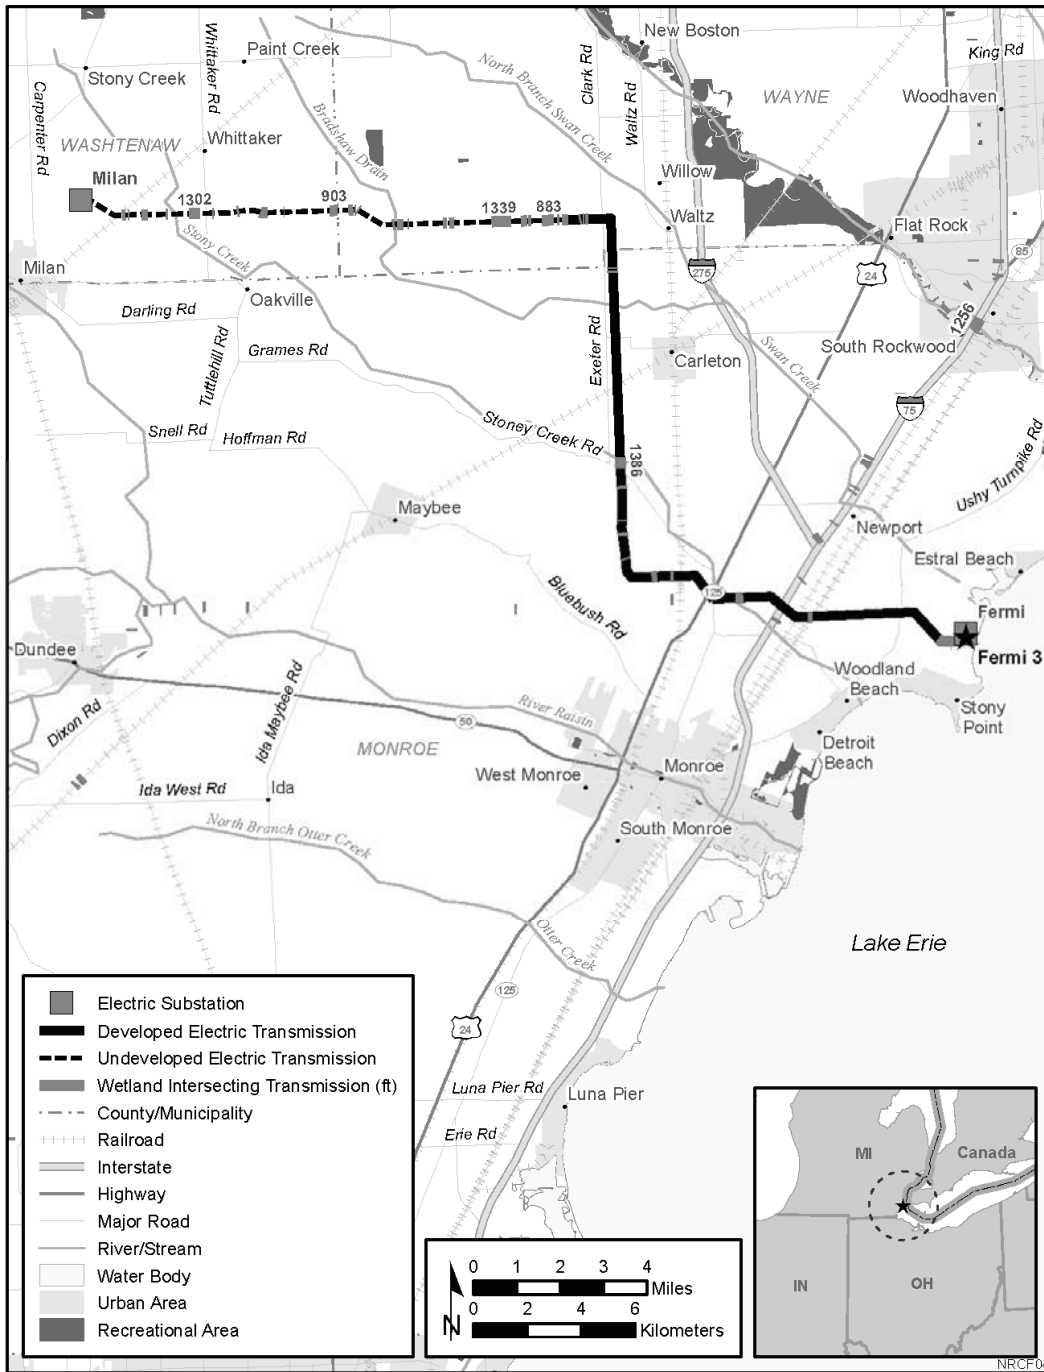 New Boston
King Rd
Paint Creek
Whittaker Rd
Clark Rd
Stony Creek
North Branch Swan Creek
Waltz Rd
Carpenter Rd
WAYNE
Woodhaven
Bradshaw Drain
WASHTENAW
Whittaker
Milan
Willow
1302
903
1339
883
Waltz
Flat Rock
Stony Creek
85
Milan
275
24
Oakville
Darling Rd
1256
Exeter Rd
South Rockwood
Grames Rd
Carleton
Swan Creek
Tuttlehill Rd
75
Stoney Creek Rd
Snell Rd
Hoffman Rd
1386
Ushy Turnpike Rd
Maybee
Newport
Estral Beach
125
Bluebush Rd
Fermi
Dundee
Fermi 3
Woodland
Beach
Ida Maybee Rd
Dixon Rd
River Raisin
Stony
Point
50
Detroit
Beach
MONROE
West Monroe
Monroe
Ida West Rd
Ida
North Branch Otter Creek
South Monroe
Otter Creek
Lake Erie
125
24
Luna Pier Rd
Luna Pier
Erie Rd
Electric Substation
Developed Electric Transmission
Undeveloped Electric Transmission
Wetland Intersecting Transmission (ft)
County/Municipality
Railroad
Interstate
Highway
Major Road
River/Stream
Water Body
Urban Area
Recreational Area
0 1 2 3 4
Miles
0 2 4 6
Kilometers
N
MI
Canada
IN
OH